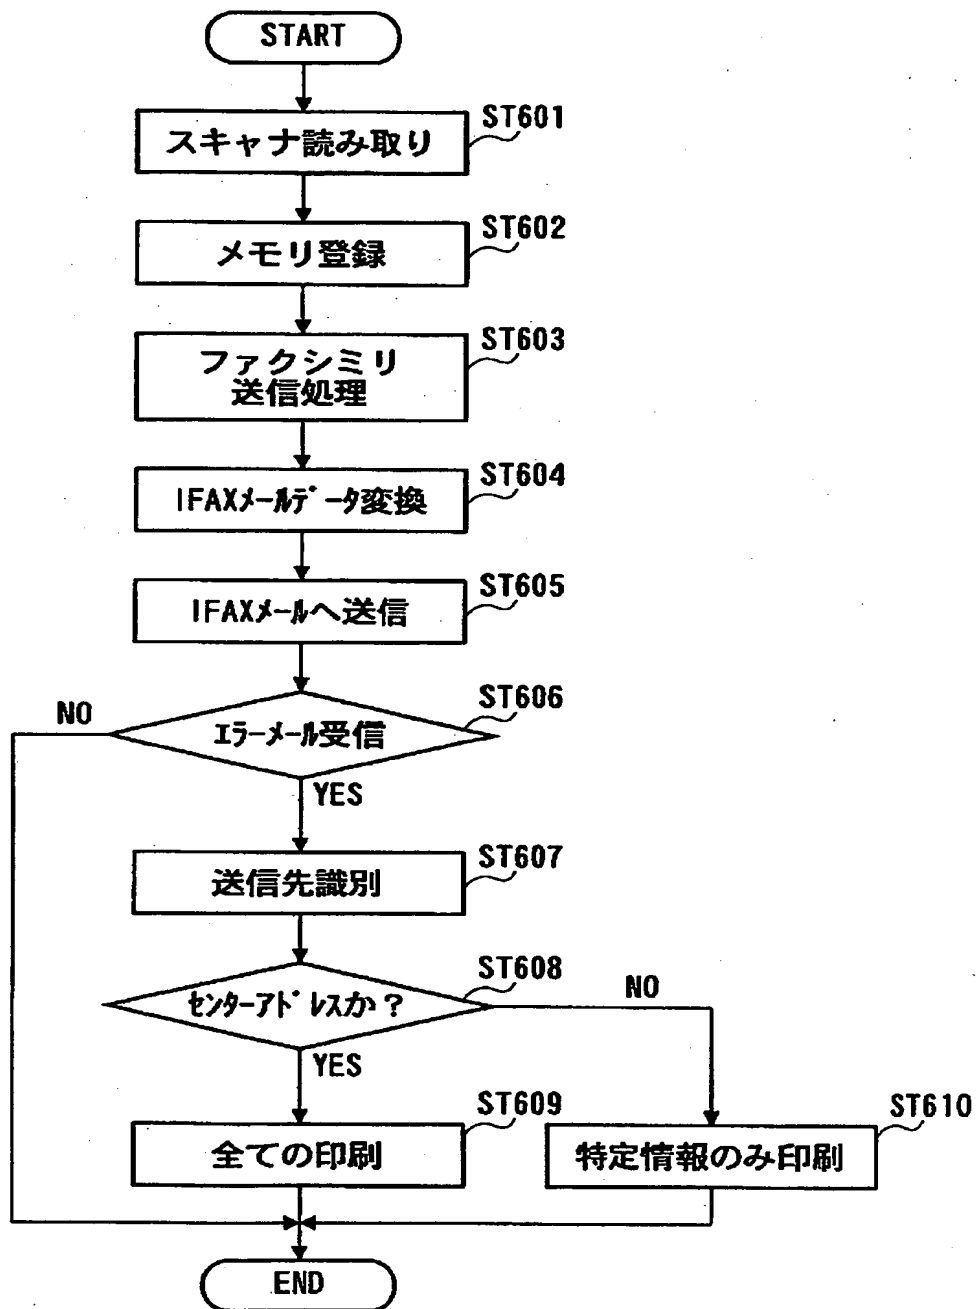 START
スキャナ読み取り
ST601
メモリ登録
ST602
ファクシミリ
送信処理
ST603
IFAXﾒｰﾙﾃﾞｰﾀ変換
ST604
IFAXﾒｰﾙへ送信
ST605
ｴﾗｰﾒｰﾙ受信
ST606
NO
YES
送信先識別
ST607
ｾﾝﾀｰｱﾄﾞﾚｽか？
ST608
NO
YES
全ての印刷
ST609
特定情報のみ印刷
ST610
END